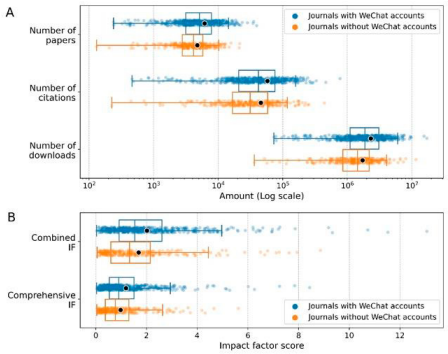 A
Journals with WeChat accounts
Journals without WeChat accounts
Number of
papers
Number of
citations
Number of
downloads
10² 10³ 10⁴ 10⁵ 10⁶ 10⁷
Amount (Log scale)
B
Combined
IF
Comprehensive
IF
Journals with WeChat accounts
Journals without WeChat accounts
0 2 4 6 8 10 12
Impact factor score